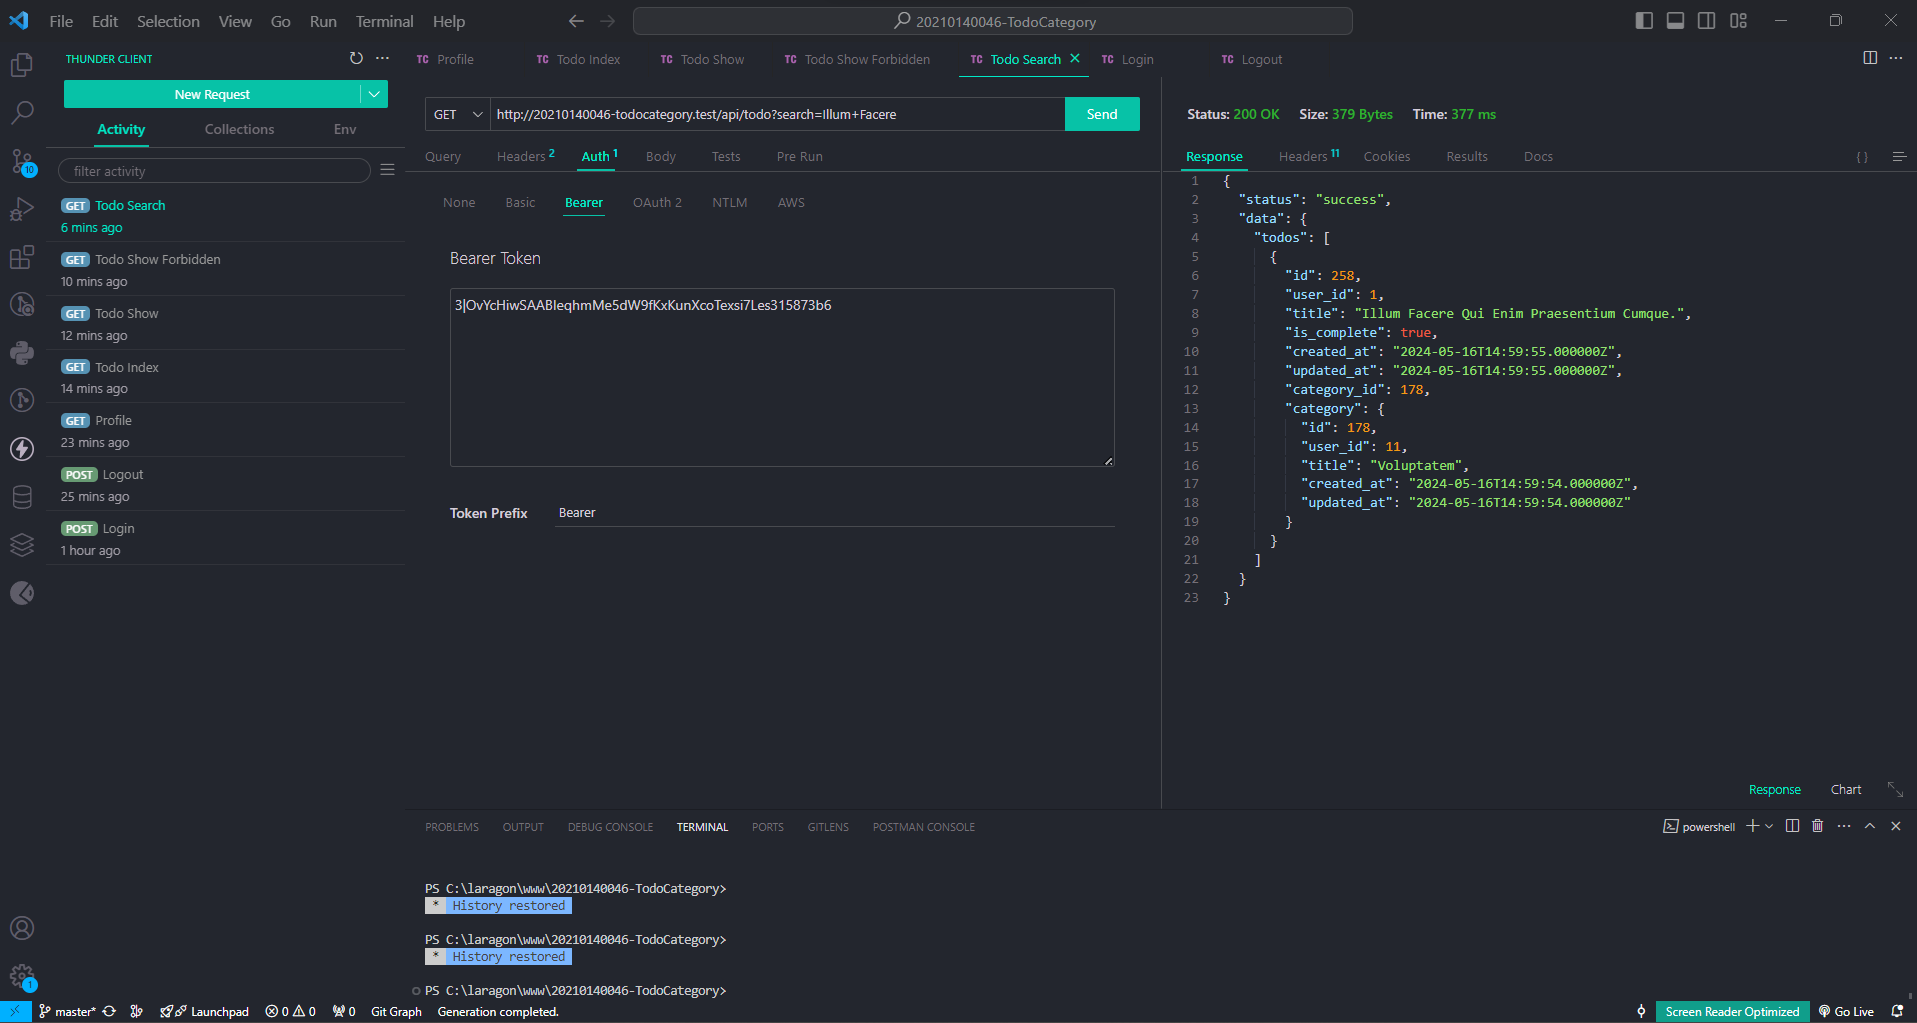 File Edit Selection View Go Run Terminal Help
20210140046-TodoCategory
THUNDER CLIENT
New Request
Activity Collections Env
filter activity
GET Todo Search
6 mins ago
GET Todo Show Forbidden
10 mins ago
GET Todo Show
12 mins ago
GET Todo Index
14 mins ago
GET Profile
23 mins ago
POST Logout
25 mins ago
POST Login
1 hour ago
10
1
TC Profile TC Todo Index TC Todo Show TC Todo Show Forbidden TC Todo Search TC Login TC Logout
GET http://20210140046-todocategory.test/api/todo?search=Illum+Facere Send
Query Headers 2 Auth 1 Body Tests Pre Run
None Basic Bearer OAuth 2 NTLM AWS
Bearer Token
3|OvYcHiwSAABIeqhmMe5dW9fKxKunXcoTexsi7Les315873b6
Token Prefix Bearer
Status: 200 OK Size: 379 Bytes Time: 377 ms
Response Headers 11 Cookies Results Docs { }
1 {
2 "status": "success",
3 "data": {
4 "todos": [
5 {
6 "id": 258,
7 "user_id": 1,
8 "title": "Illum Facere Qui Enim Praesentium Cumque.",
9 "is_complete": true,
10 "created_at": "2024-05-16T14:59:55.000000Z",
11 "updated_at": "2024-05-16T14:59:55.000000Z",
12 "category_id": 178,
13 "category": {
14 "id": 178,
15 "user_id": 11,
16 "title": "Voluptatem",
17 "created_at": "2024-05-16T14:59:54.000000Z",
18 "updated_at": "2024-05-16T14:59:54.000000Z"
19 }
20 }
21 ]
22 }
23 }
Response Chart
PROBLEMS OUTPUT DEBUG CONSOLE TERMINAL PORTS GITLENS POSTMAN CONSOLE
powershell
PS C:\laragon\www\20210140046-TodoCategory>
* History restored
PS C:\laragon\www\20210140046-TodoCategory>
* History restored
PS C:\laragon\www\20210140046-TodoCategory>
master* Launchpad 0 0 0 Git Graph Generation completed.
Screen Reader Optimized Go Live